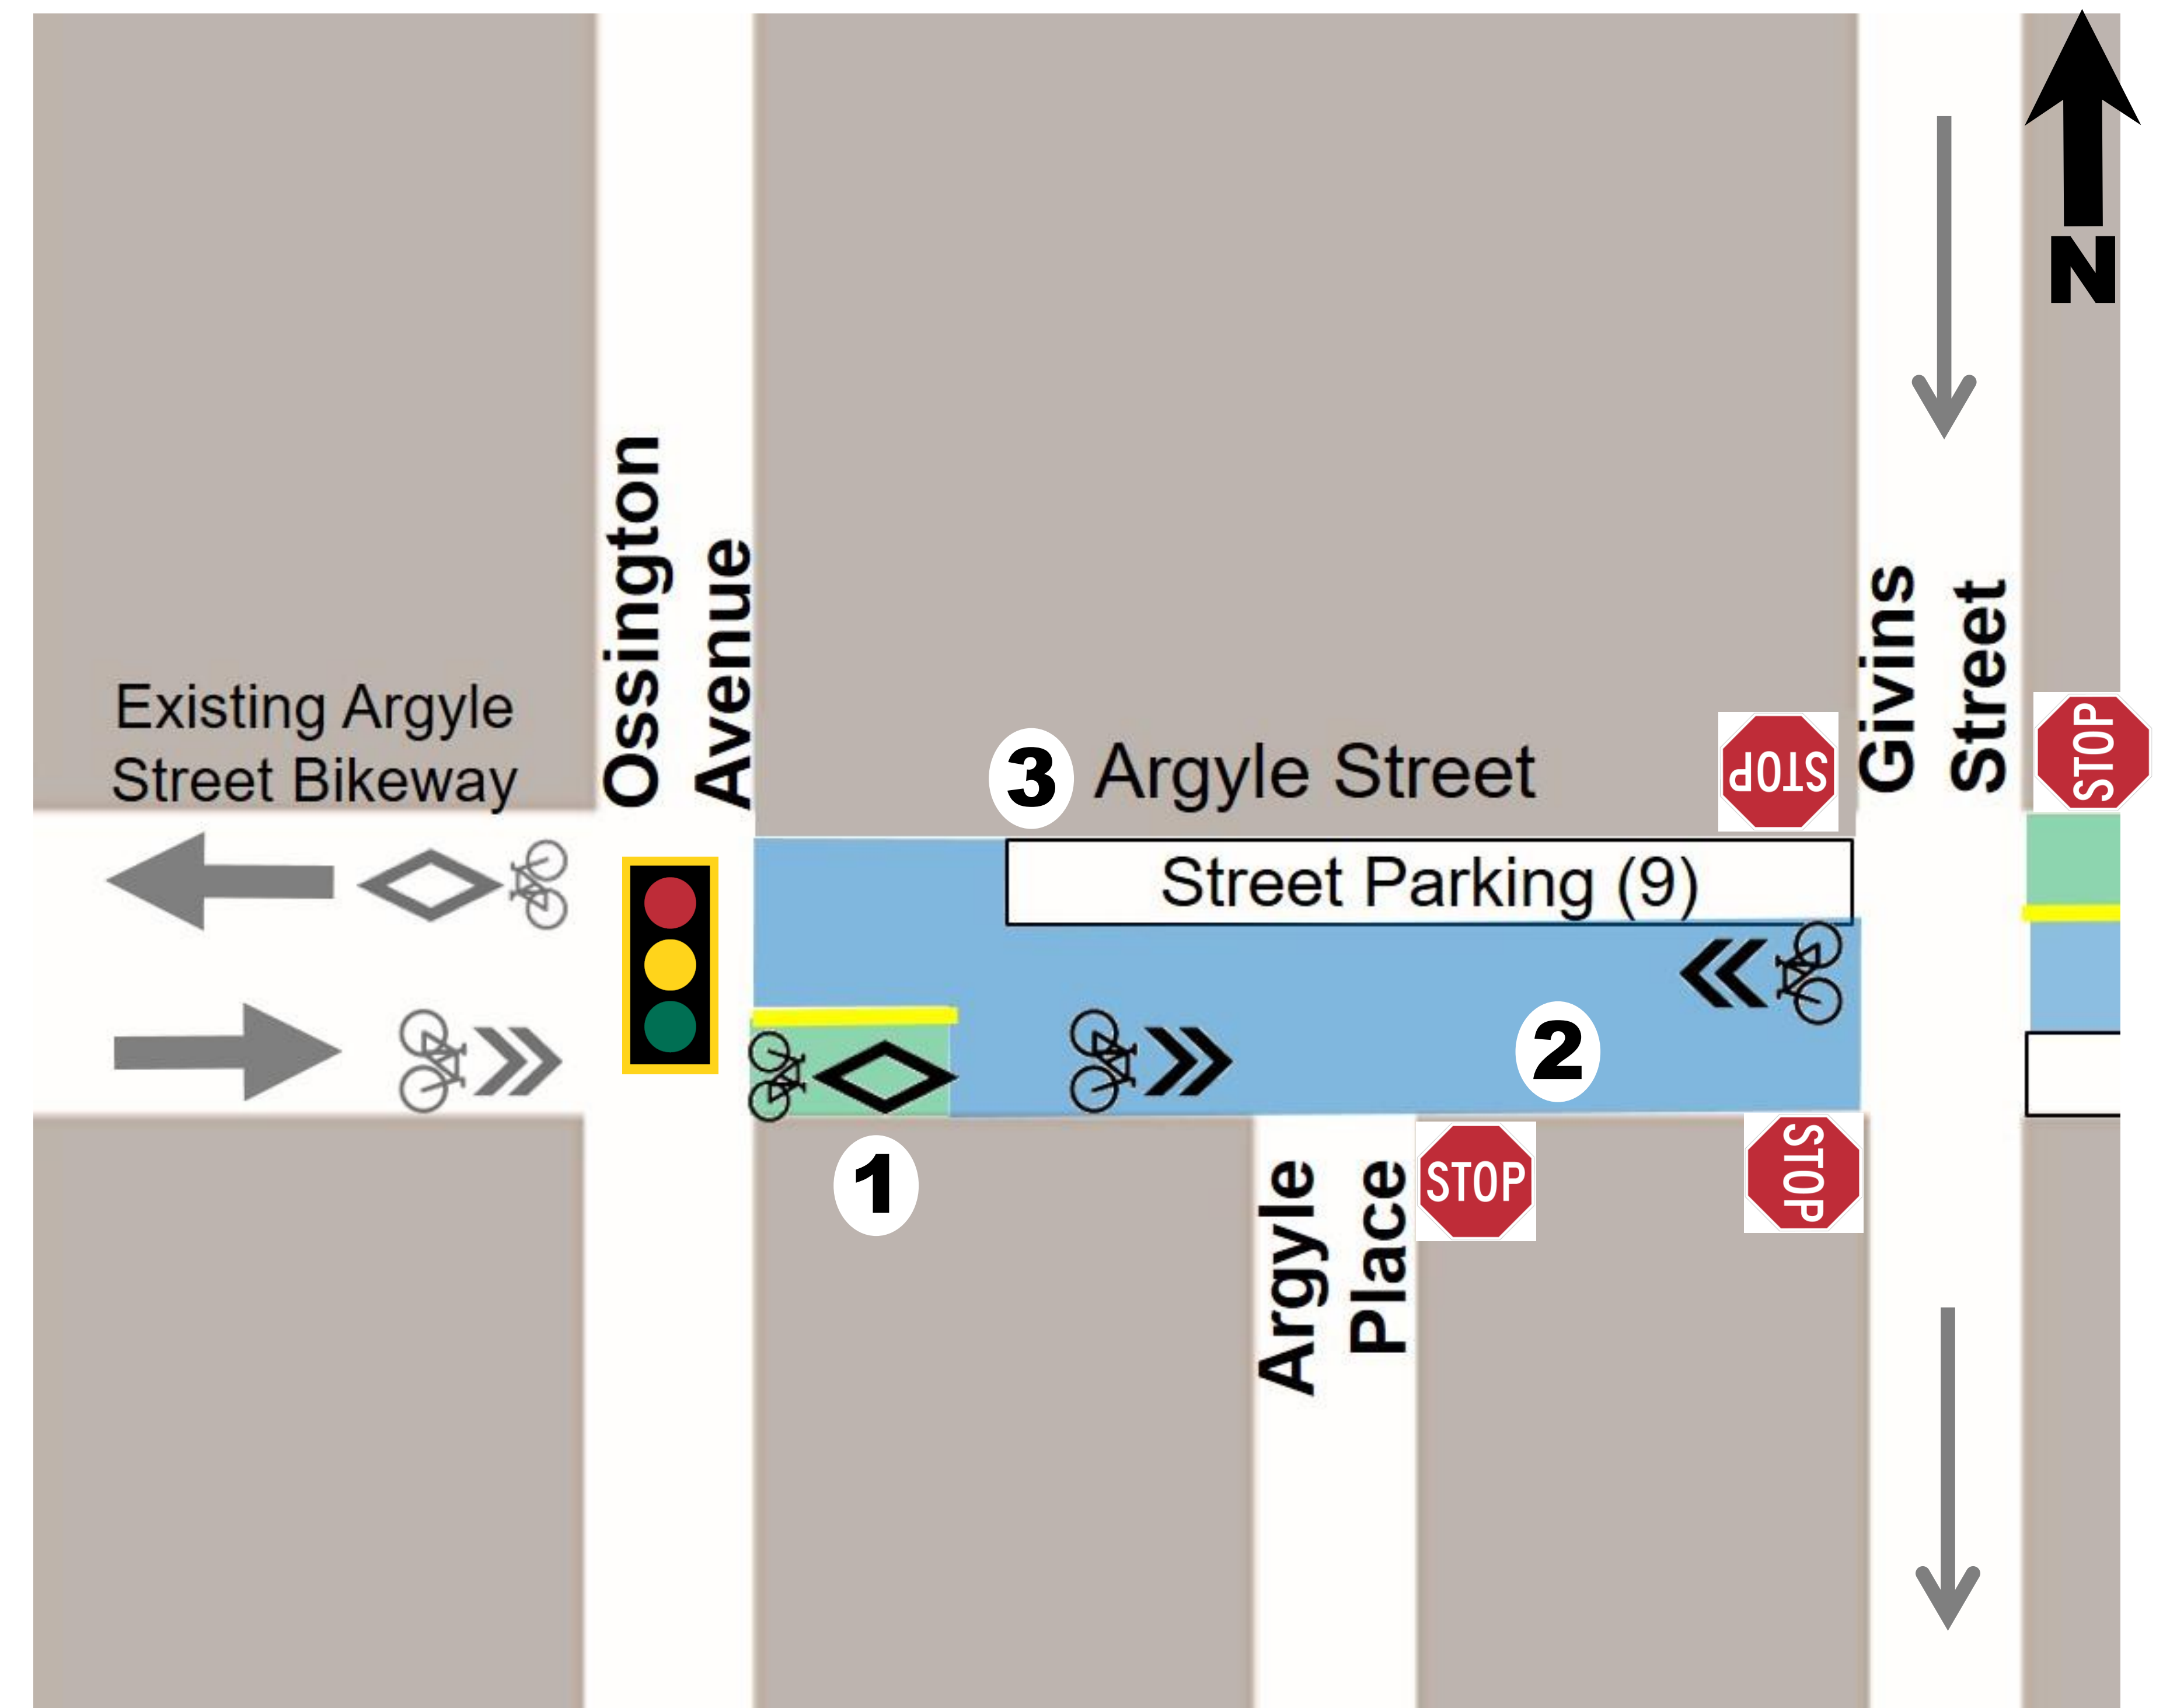 N
Ossington
Avenue
Givins
Street
Existing Argyle
Street Bikeway
3
Argyle Street
STOP
STOP
Street Parking (9)
2
1
Argyle
Place
STOP
STOP